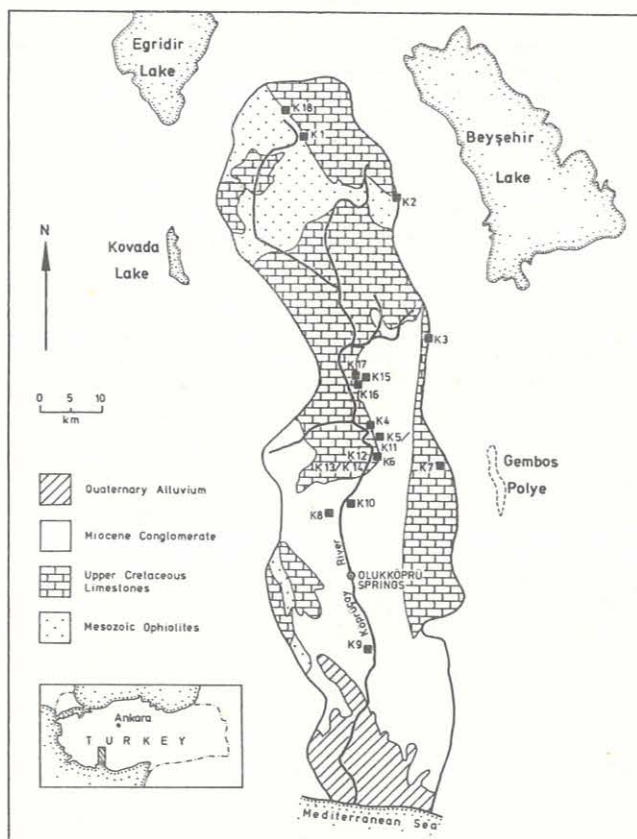 Egridir
Lake
Beyşehir
Lake
K18
K1
K2
N
Kovada
Lake
K3
K17
K15
K16
0 10
km
K4
K5/
K11
K12
K6
K13/K14
K7
Gembos
Polye
K10
K8
Quaternary Alluvium
Miocene Conglomerate
Upper Cretaceous
Limestones
Mesozoic Ophiolites
OLUKKÖPRÜ
SPRINGS
Köprüçay River
K9
Ankara
TURKEY
Mediterranean Sea